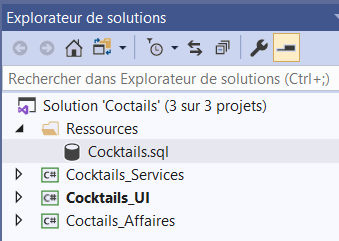 Explorateur de solutions
Rechercher dans Explorateur de solutions (Ctrl+;)
Solution 'Coctails' (3 sur 3 projets)
Ressources
Cocktails.sql
C# Cocktails_Services
C# Cocktails_UI
C# Coctails_Affaires